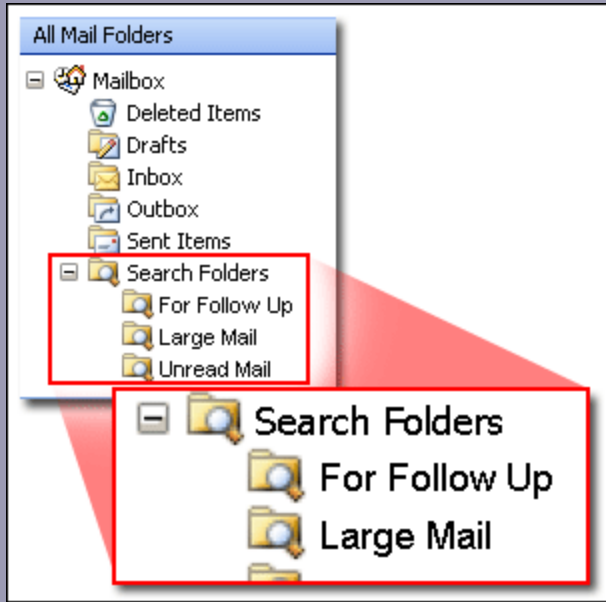 All Mail Folders
Mailbox
Deleted Items
Drafts
Inbox
Outbox
Sent Items
Search Folders
For Follow Up
Large Mail
Unread Mail
Search Folders
For Follow Up
Large Mail